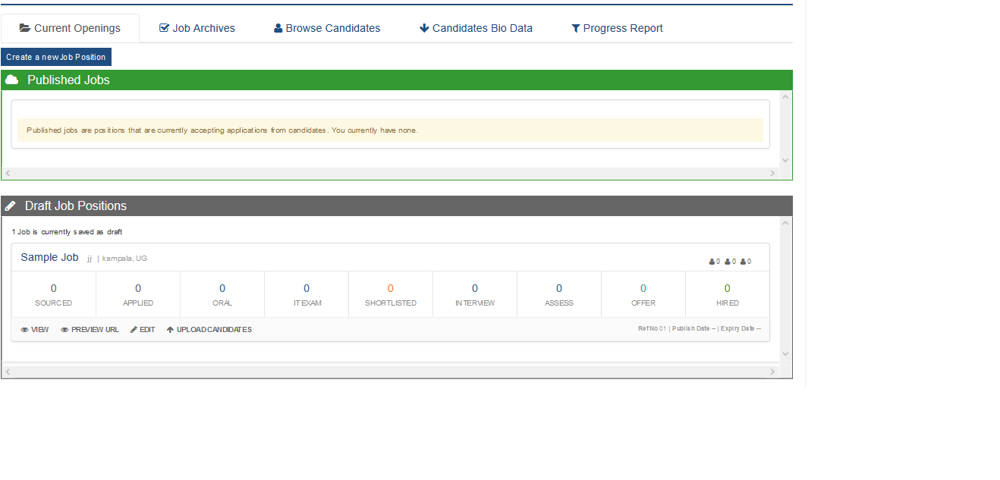 Current Openings Job Archives Browse Candidates Candidates Bio Data Progress Report
Create a new Job Position
Published Jobs
Published jobs are positions that are currently accepting applications from candidates. You currently have none.
Draft Job Positions
1 Job is currently saved as draft
Sample Job jj· | kampala, UG
0 0 0
0 0 0 0 0 0 0 0 0
SOURCED APPLIED ORAL IT EXAM SHORTLISTED INTERVIEW ASSESS OFFER HIRED
VIEW PREVIEW URL EDIT UPLOAD CANDIDATES
Ref No 01 | Publish Date -- | Expiry Date --